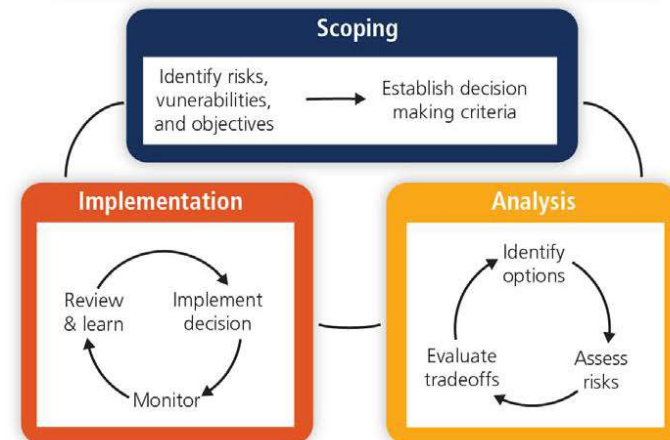 Scoping
Identify risks,
vunerabilities,
and objectives
Establish decision
making criteria
Implementation
Review
& learn
Implement
decision
Monitor
Analysis
Identify
options
Assess
risks
Evaluate
tradeoffs